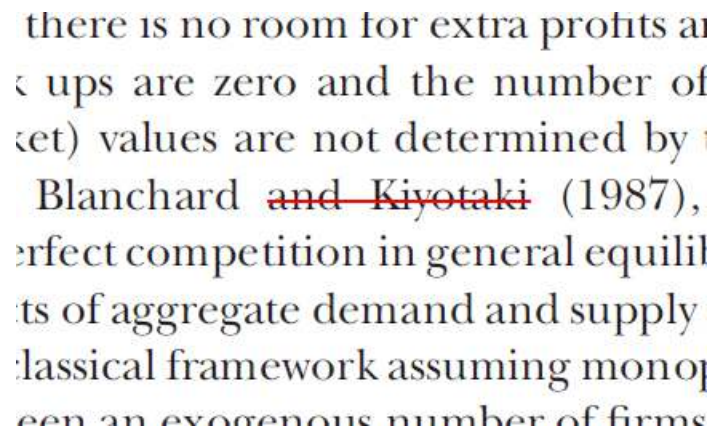 there is no room for extra profits
ups are zero and the number of
values are not determined by
Blanchard and Kiyotaki (1987),
competition in general
of aggregate demand and supply
framework assuming
an exogenous number of firms